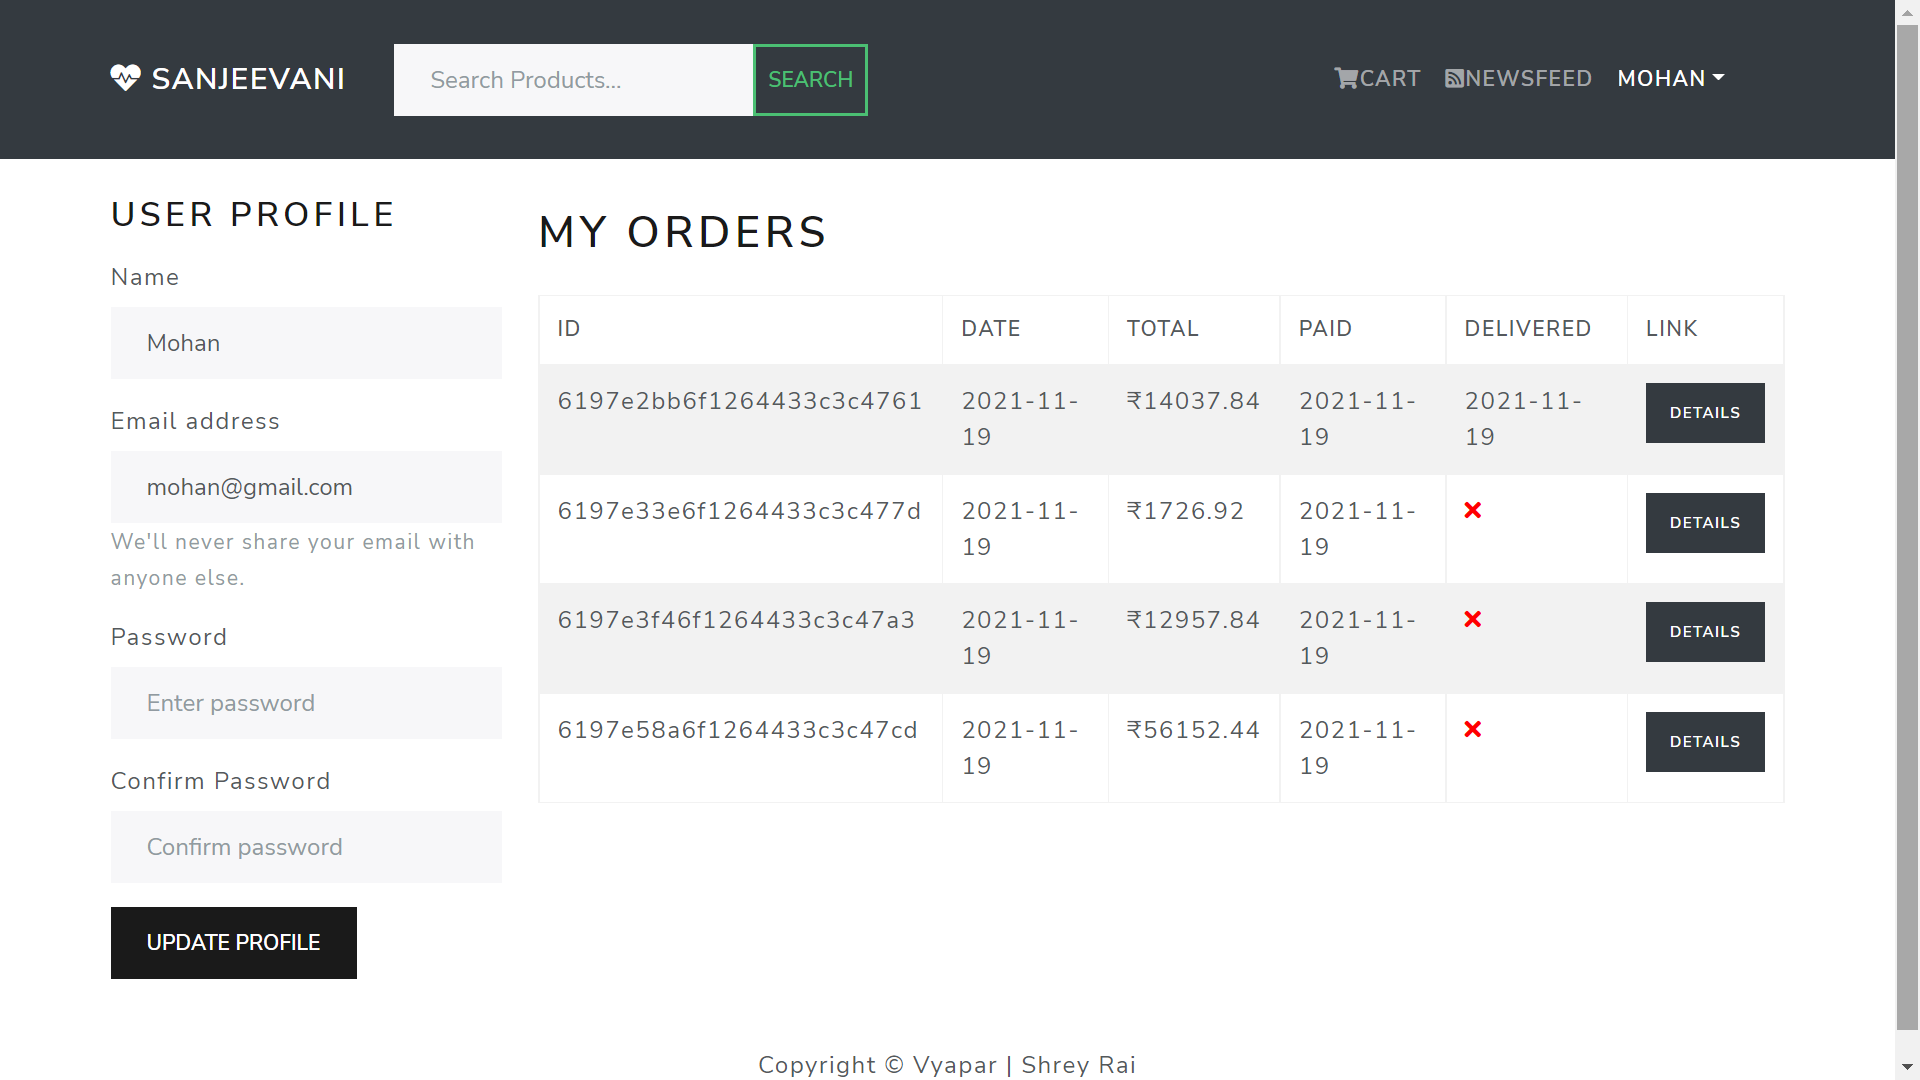 SANJEEVANI
Search Products...
SEARCH
CART
NEWSFEED
MOHAN
USER PROFILE
Name
Mohan
Email address
mohan@gmail.com
We'll never share your email with
anyone else.
Password
Enter password
Confirm Password
Confirm password
UPDATE PROFILE
MY ORDERS
ID DATE TOTAL PAID DELIVERED LINK
6197e2bb6f1264433c3c4761 2021-11- ₹14037.84 2021-11- 2021-11- DETAILS
19 19 19
6197e33e6f1264433c3c477d 2021-11- ₹1726.92 2021-11- DETAILS
19 19
6197e3f46f1264433c3c47a3 2021-11- ₹12957.84 2021-11- DETAILS
19 19
6197e58a6f1264433c3c47cd 2021-11- ₹56152.44 2021-11- DETAILS
19 19
Copyright © Vyapar | Shrey Rai